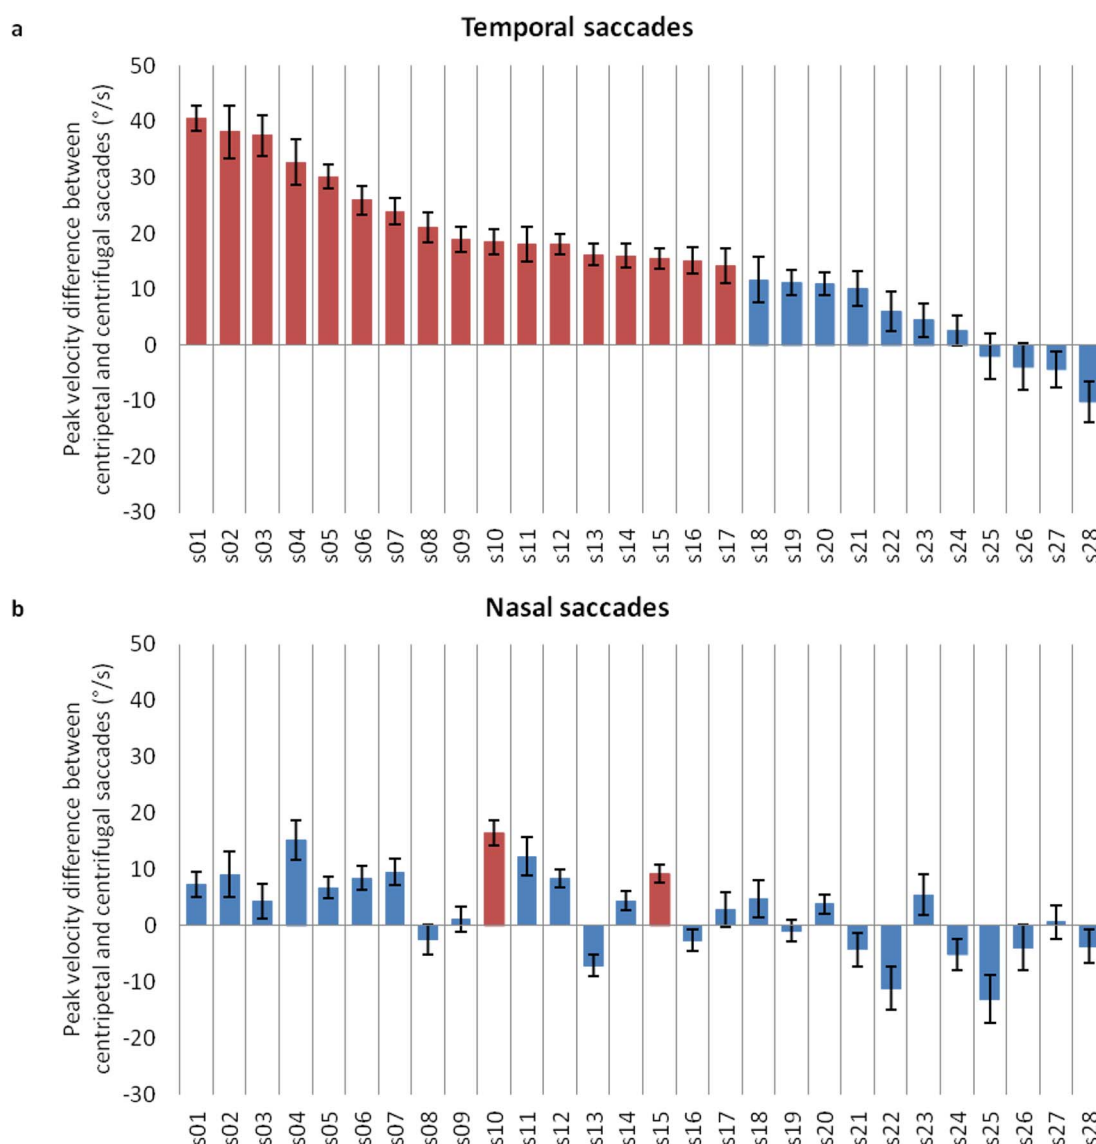 a
Temporal saccades
Peak velocity difference between
centripetal and centrifugal saccades (°/s)
50
40
30
20
10
0
-10
-20
-30
s01
s02
s03
s04
s05
s06
s07
s08
s09
s10
s11
s12
s13
s14
s15
s16
s17
s18
s19
s20
s21
s22
s23
s24
s25
s26
s27
s28
b
Nasal saccades
Peak velocity difference between
centripetal and centrifugal saccades (°/s)
50
40
30
20
10
0
-10
-20
-30
s01
s02
s03
s04
s05
s06
s07
s08
s09
s10
s11
s12
s13
s14
s15
s16
s17
s18
s19
s20
s21
s22
s23
s24
s25
s26
s27
s28